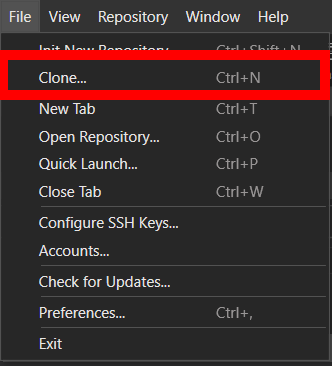 File View Repository Window Help
Init New Repository... Ctrl+Shift+N
Clone... Ctrl+N
New Tab Ctrl+T
Open Repository... Ctrl+O
Quick Launch... Ctrl+P
Close Tab Ctrl+W
Configure SSH Keys...
Accounts...
Check for Updates...
Preferences... Ctrl+,
Exit